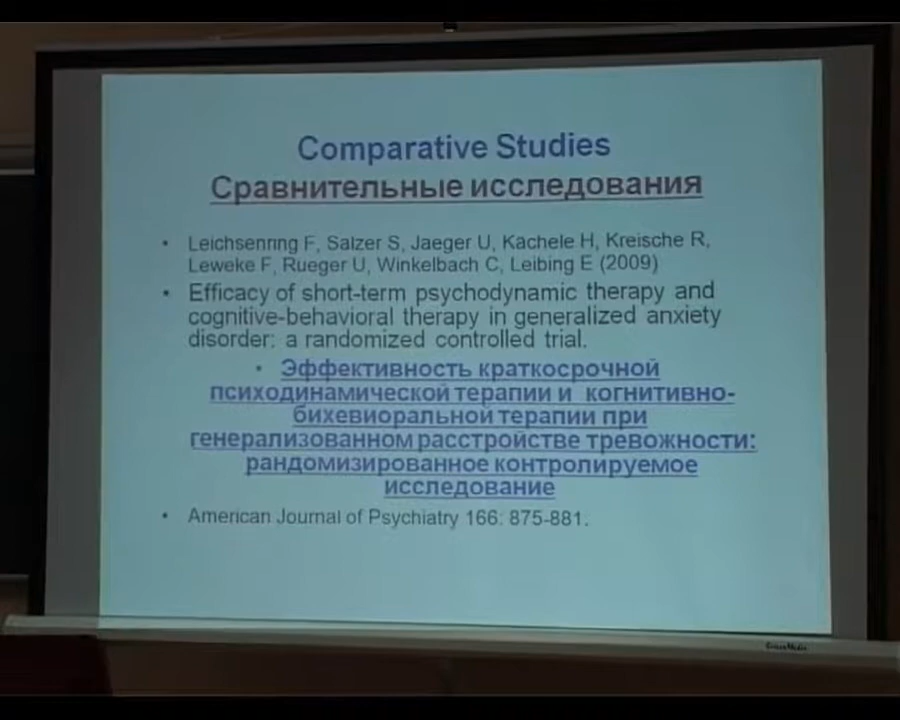 Comparative Studies
Сравнительные исследования
• Leichsenring F, Salzer S, Jaeger U, Kächele H, Kreische R,
Leweke F, Rueger U, Winkelbach C, Leibing E (2009)
• Efficacy of short-term psychodynamic therapy and
cognitive-behavioral therapy in generalized anxiety
disorder: a randomized controlled trial.
• Эффективность краткосрочной
психодинамической терапии и когнитивно-
бихевиоральной терапии при
генерализованном расстройстве тревожности:
рандомизированное контролируемое
исследование
• American Journal of Psychiatry 166: 875-881.